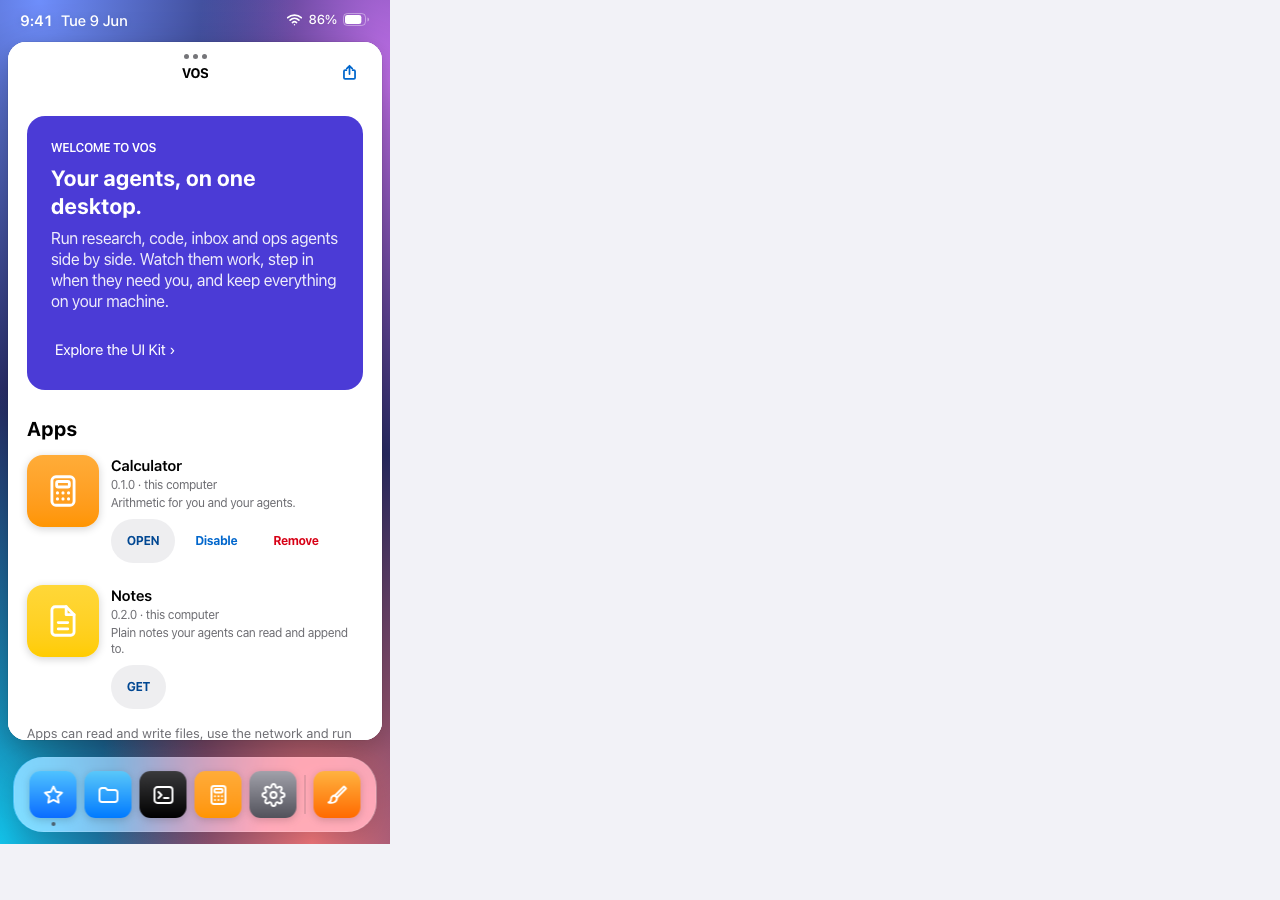 9:41 Tue 9 Jun
86%
VOS
WELCOME TO VOS
Your agents, on one
desktop.
Run research, code, inbox and ops agents
side by side. Watch them work, step in
when they need you, and keep everything
on your machine.
Explore the UI Kit ›
Apps
Calculator
0.1.0 · this computer
Arithmetic for you and your agents.
OPEN Disable Remove
Notes
0.2.0 · this computer
Plain notes your agents can read and append
to.
GET
Apps can read and write files, use the network and run